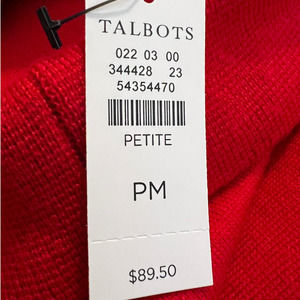 TALBOTS
022 03 00
344428 23
54354470
PETITE
PM
$89.50